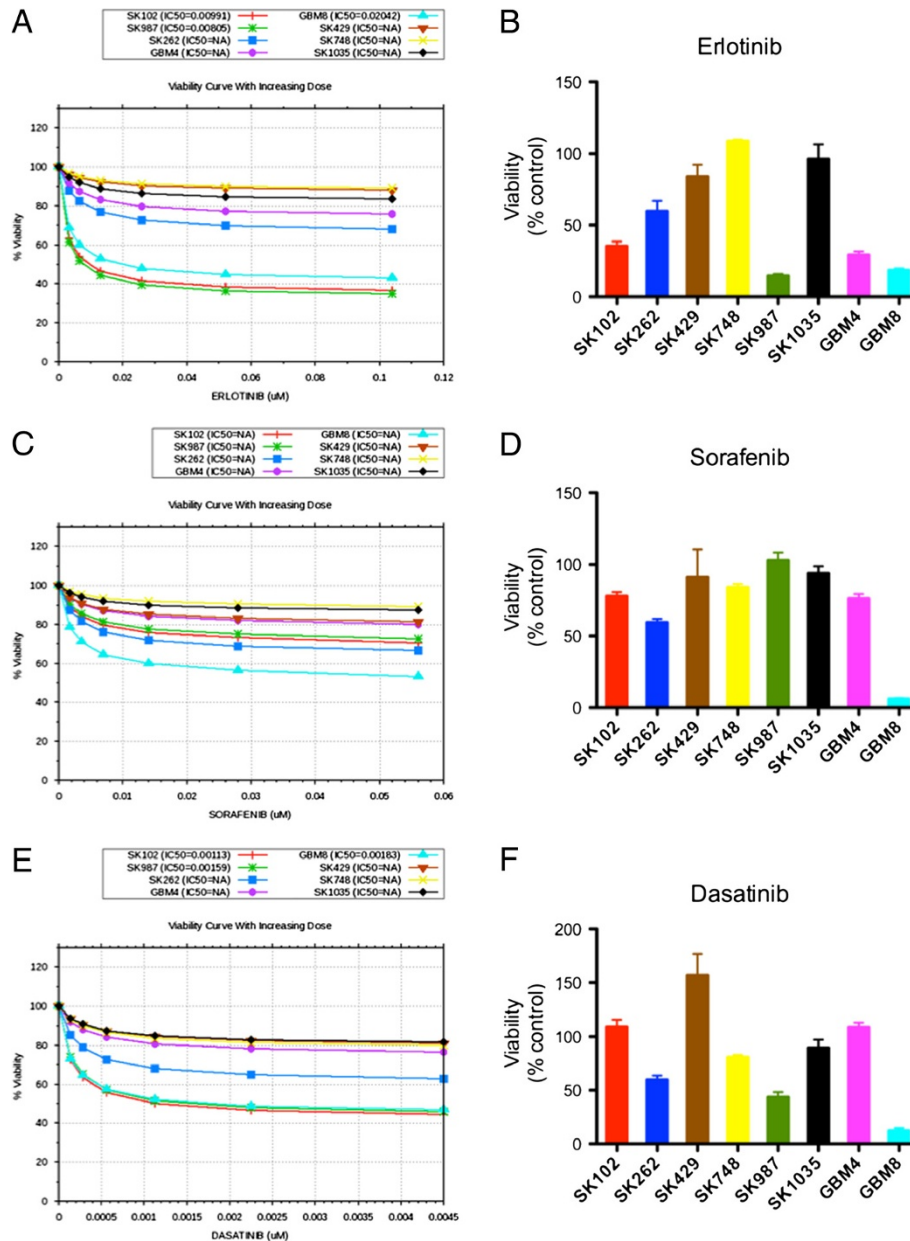 A
SK102 (IC50=0.00991)
GBM8 (IC50=0.02042)
SK987 (IC50=0.00805)
SK429 (IC50=NA)
SK262 (IC50=NA)
SK748 (IC50=NA)
GBM4 (IC50=NA)
SK1035 (IC50=NA)
Viability Curve With Increasing Dose
120
100
80
60
40
20
0
% Viability
0 0.02 0.04 0.06 0.08 0.1 0.12
ERLOTINIB (uM)
B
Erlotinib
150
100
50
0
Viability
(% control)
SK102
SK262
SK429
SK748
SK987
SK1035
GBM4
GBM8
C
SK102 (IC50=NA)
GBM8 (IC50=NA)
SK987 (IC50=NA)
SK429 (IC50=NA)
SK262 (IC50=NA)
SK748 (IC50=NA)
GBM4 (IC50=NA)
SK1035 (IC50=NA)
Viability Curve With Increasing Dose
120
100
80
60
40
20
0
% Viability
0 0.01 0.02 0.03 0.04 0.05 0.06
SORAFENIB (uM)
D
Sorafenib
150
100
50
0
Viability
(% control)
SK102
SK262
SK429
SK748
SK987
SK1035
GBM4
GBM8
E
SK102 (IC50=0.00113)
GBM8 (IC50=0.00183)
SK987 (IC50=0.00159)
SK429 (IC50=NA)
SK262 (IC50=NA)
SK748 (IC50=NA)
GBM4 (IC50=NA)
SK1035 (IC50=NA)
Viability Curve With Increasing Dose
120
100
80
60
40
20
0
% Viability
0 0.0005 0.001 0.0015 0.002 0.0025 0.003 0.0035 0.004 0.0045
DASATINIB (uM)
F
Dasatinib
200
150
100
50
0
Viability
(% control)
SK102
SK262
SK429
SK748
SK987
SK1035
GBM4
GBM8